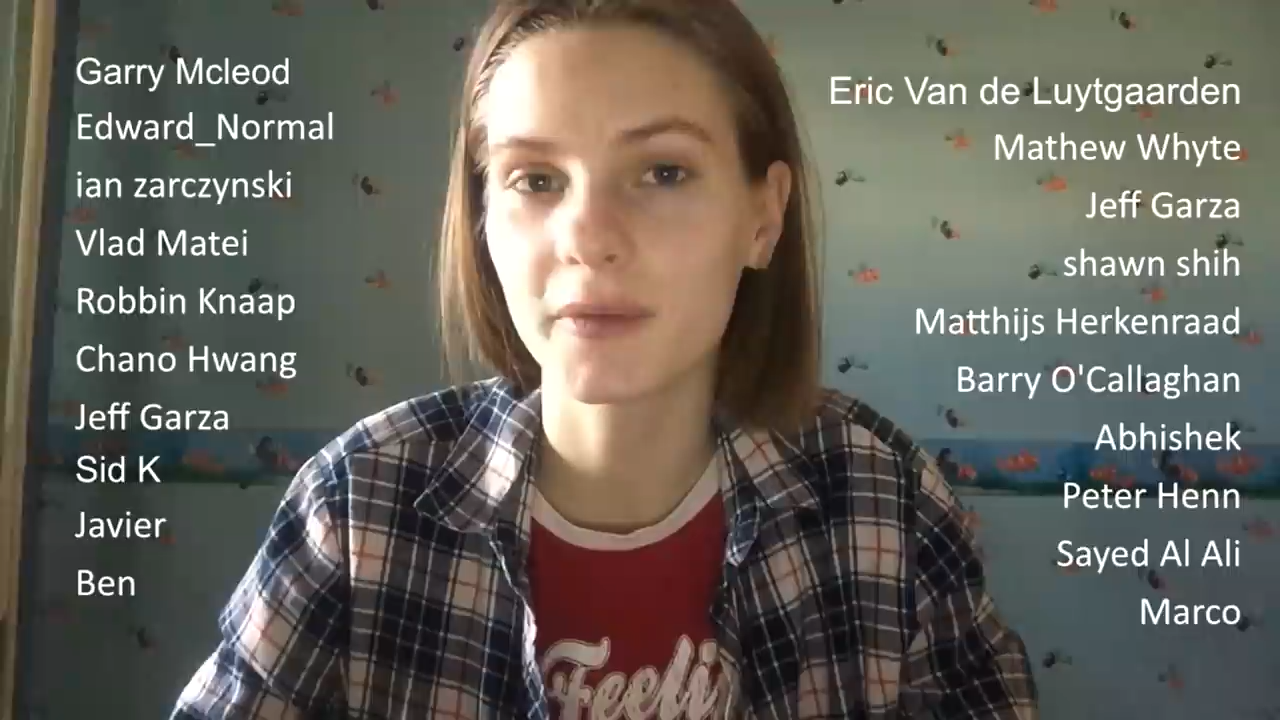 Garry Mcleod
Edward_Normal
ian zarczynski
Vlad Matei
Robbin Knaap
Chano Hwang
Jeff Garza
Sid K
Javier
Ben
Eric Van de Luytgaarden
Mathew Whyte
Jeff Garza
shawn shih
Matthijs Herkenraad
Barry O'Callaghan
Abhishek
Peter Henn
Sayed Al Ali
Marco
Feeli